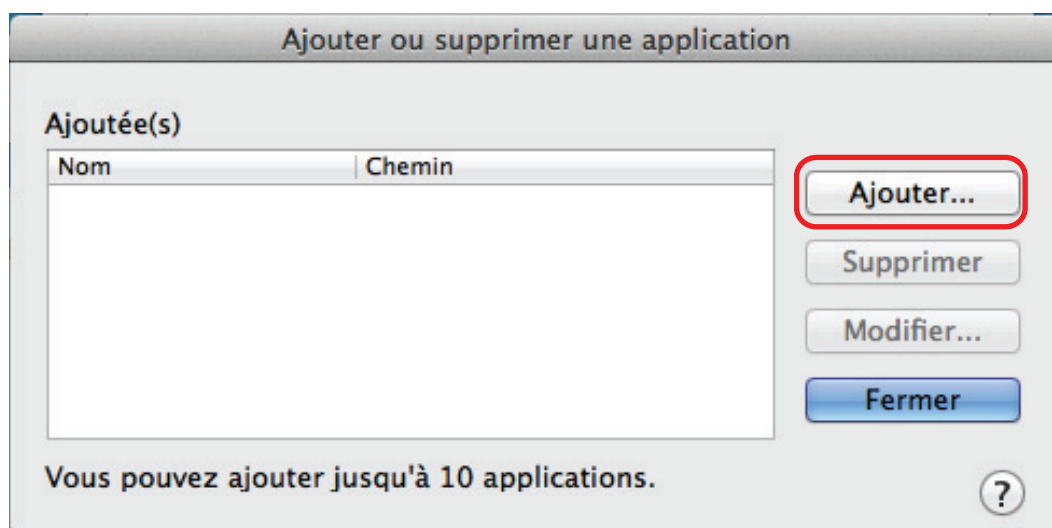 Ajouter ou supprimer une application
Ajoutée(s)
Nom
Chemin
Ajouter...
Supprimer
Modifier...
Fermer
Vous pouvez ajouter jusqu'à 10 applications.
?